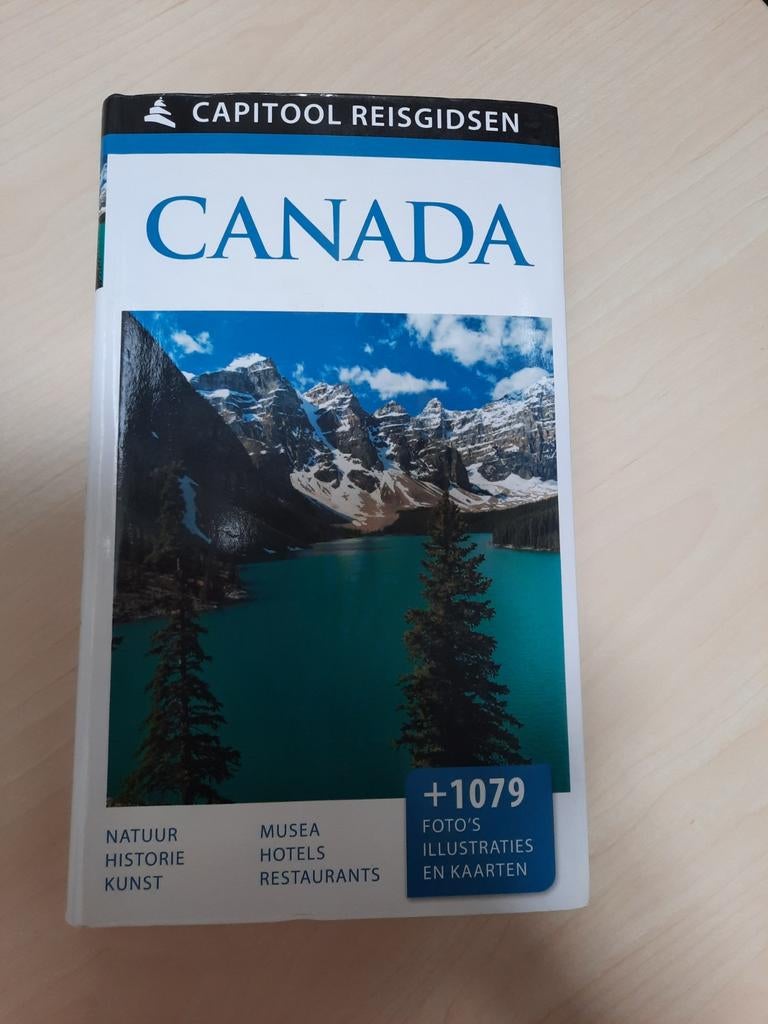 CAPITOOL REISGIDSEN
CANADA
NATUUR
HISTORIE
KUNST
MUSEA
HOTELS
RESTAURANTS
+1079
FOTO'S
ILLUSTRATIES
EN KAARTEN